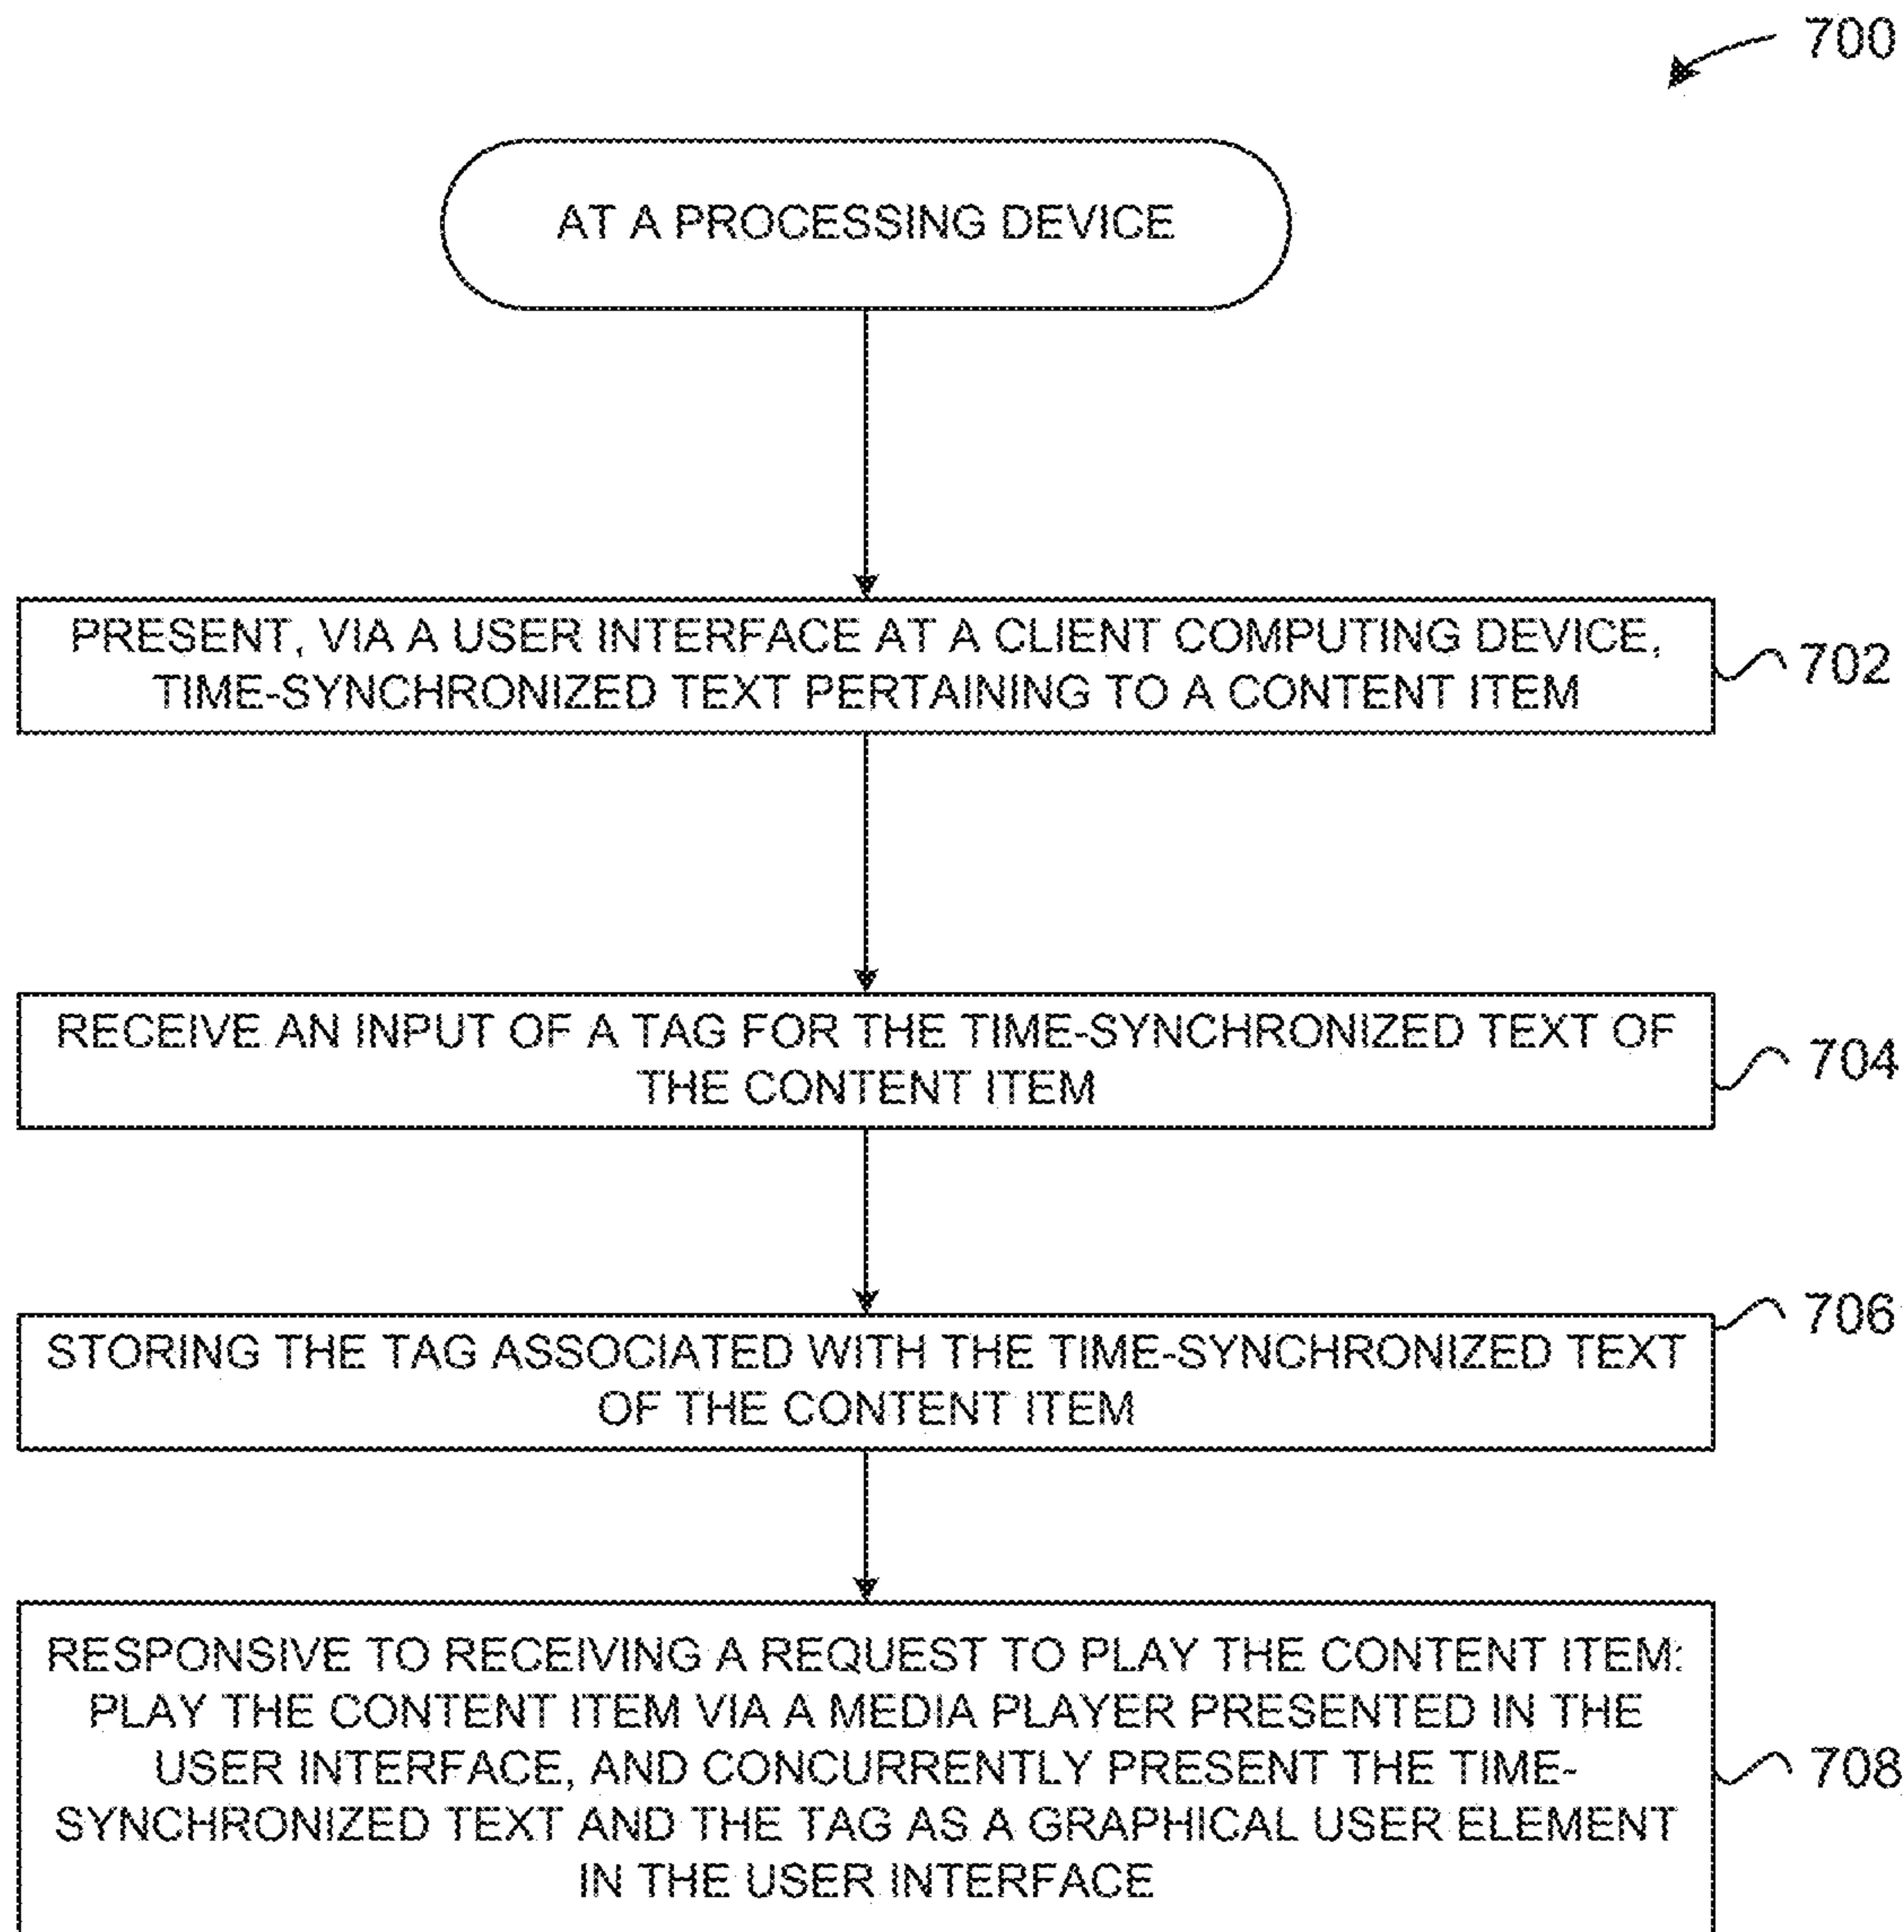 700
AT A PROCESSING DEVICE
PRESENT, VIA A USER INTERFACE AT A CLIENT COMPUTING DEVICE,
TIME-SYNCHRONIZED TEXT PERTAINING TO A CONTENT ITEM
702
RECEIVE AN INPUT OF A TAG FOR THE TIME-SYNCHRONIZED TEXT OF
THE CONTENT ITEM
704
STORING THE TAG ASSOCIATED WITH THE TIME-SYNCHRONIZED TEXT
OF THE CONTENT ITEM
706
RESPONSIVE TO RECEIVING A REQUEST TO PLAY THE CONTENT ITEM:
PLAY THE CONTENT ITEM VIA A MEDIA PLAYER PRESENTED IN THE
USER INTERFACE, AND CONCURRENTLY PRESENT THE TIME-
SYNCHRONIZED TEXT AND THE TAG AS A GRAPHICAL USER ELEMENT
IN THE USER INTERFACE
708